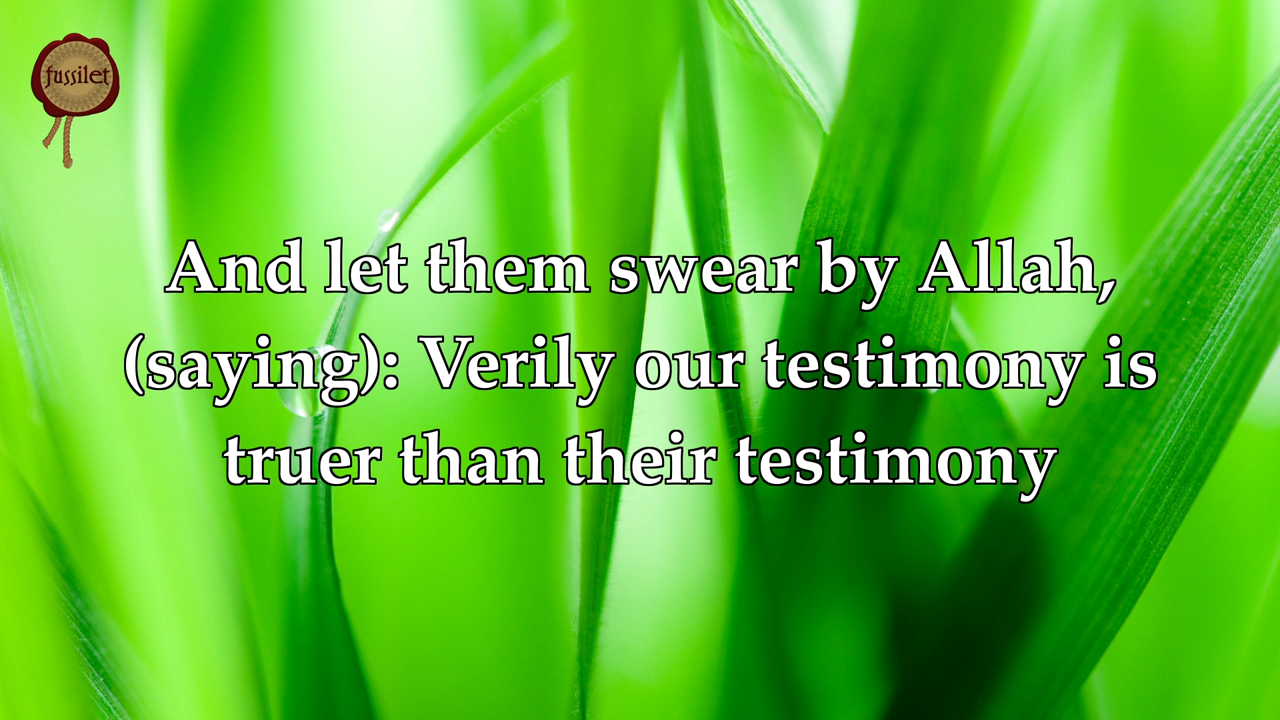 fussilet
And let them swear by Allah,
(saying): Verily our testimony is
truer than their testimony